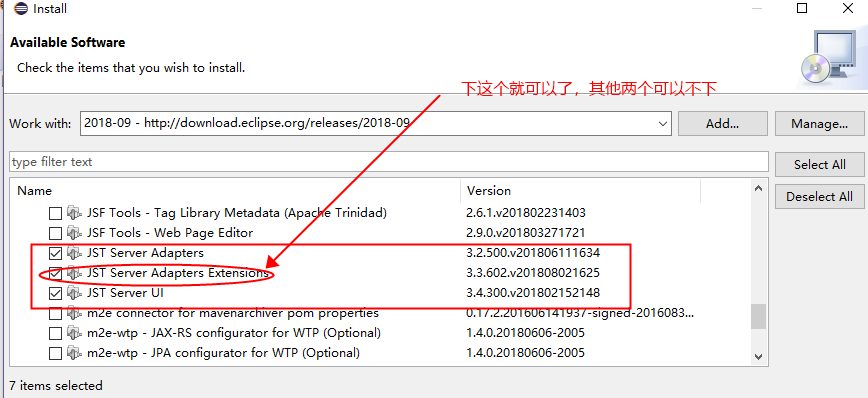 Install
Available Software
Check the items that you wish to install.
下这个就可以了，其他两个可以不下
Work with: 2018-09 - http://download.eclipse.org/releases/2018-09 Add... Manage...
type filter text Select All
Name Version Deselect All
JSF Tools - Tag Library Metadata (Apache Trinidad) 2.6.1.v201802231403
JSF Tools - Web Page Editor 2.9.0.v201803271721
JST Server Adapters 3.2.500.v201806111634
JST Server Adapters Extensions 3.3.602.v201808021625
JST Server UI 3.4.300.v201802152148
m2e connector for mavenarchiver pom properties 0.17.2.201606141937-signed-2016083...
m2e-wtp - JAX-RS configurator for WTP (Optional) 1.4.0.20180606-2005
m2e-wtp - JPA configurator for WTP (Optional) 1.4.0.20180606-2005
7 items selected